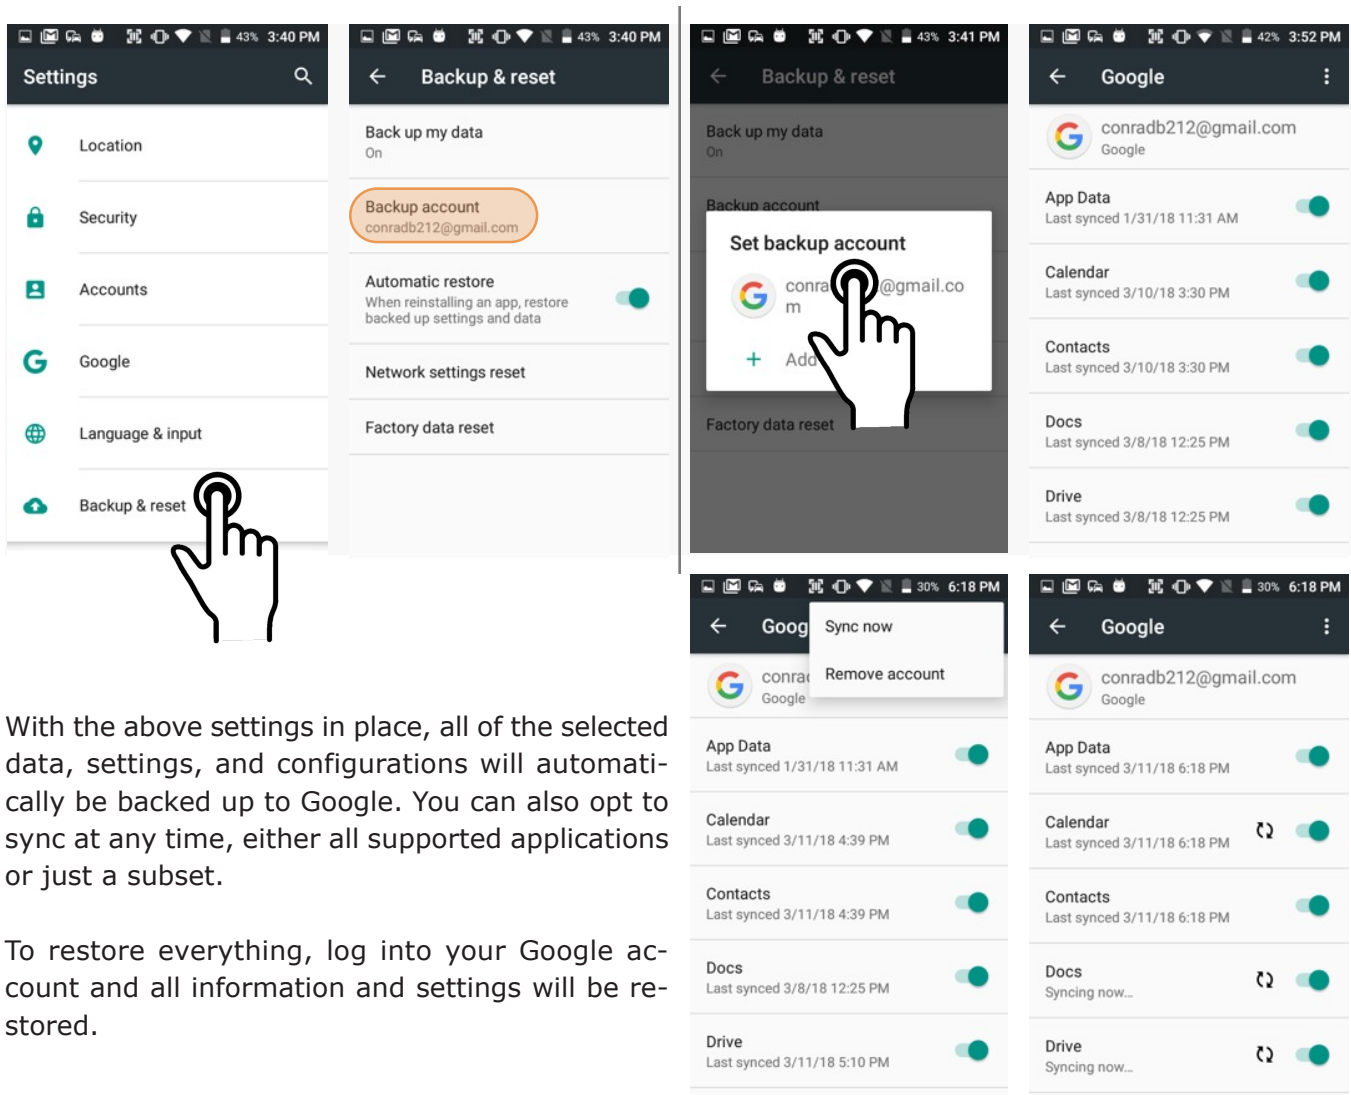 43% 3:40 PM
Settings
Location
Security
Accounts
Google
Language & input
Backup & reset
43% 3:40 PM
Backup & reset
Back up my data
On
Backup account
conradb212@gmail.com
Automatic restore
When reinstalling an app, restore
backed up settings and data
Network settings reset
Factory data reset
43% 3:41 PM
Backup & reset
Back up my data
On
Backup account
Set backup account
conra @gmail.co
m
Add
Factory data reset
42% 3:52 PM
Google
conradb212@gmail.com
Google
App Data
Last synced 1/31/18 11:31 AM
Calendar
Last synced 3/10/18 3:30 PM
Contacts
Last synced 3/10/18 3:30 PM
Docs
Last synced 3/8/18 12:25 PM
Drive
Last synced 3/8/18 12:25 PM
With the above settings in place, all of the selected
data, settings, and configurations will automati-
cally be backed up to Google. You can also opt to
sync at any time, either all supported applications
or just a subset.
To restore everything, log into your Google ac-
count and all information and settings will be re-
stored.
30% 6:18 PM
Goog
Sync now
Remove account
conrad
Google
App Data
Last synced 1/31/18 11:31 AM
Calendar
Last synced 3/11/18 4:39 PM
Contacts
Last synced 3/11/18 4:39 PM
Docs
Last synced 3/8/18 12:25 PM
Drive
Last synced 3/11/18 5:10 PM
30% 6:18 PM
Google
conradb212@gmail.com
Google
App Data
Last synced 3/11/18 6:18 PM
Calendar
Last synced 3/11/18 6:18 PM
Contacts
Last synced 3/11/18 6:18 PM
Docs
Syncing now...
Drive
Syncing now...